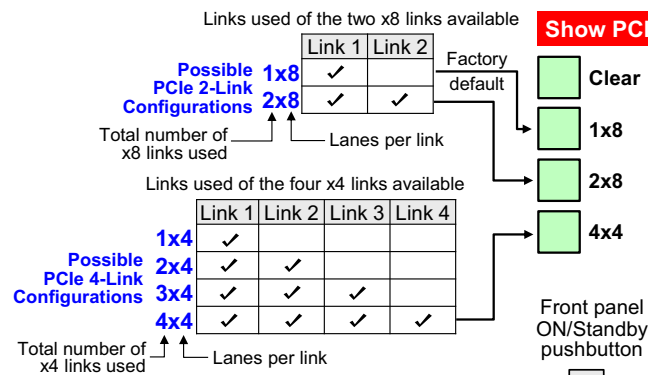 Links used of the two x8 links available
Link 1 Link 2
Possible
PCIe 2-Link
Configurations
1x8 ✓
2x8 ✓ ✓
Factory
default
Total number of
x8 links used
Lanes per link
Links used of the four x4 links available
Link 1 Link 2 Link 3 Link 4
Possible
PCIe 4-Link
Configurations
1x4 ✓
2x4 ✓ ✓
3x4 ✓ ✓ ✓
4x4 ✓ ✓ ✓ ✓
Total number of
x4 links used
Lanes per link
Show PCI
Clear
1x8
2x8
4x4
Front panel
ON/Standby
pushbutton